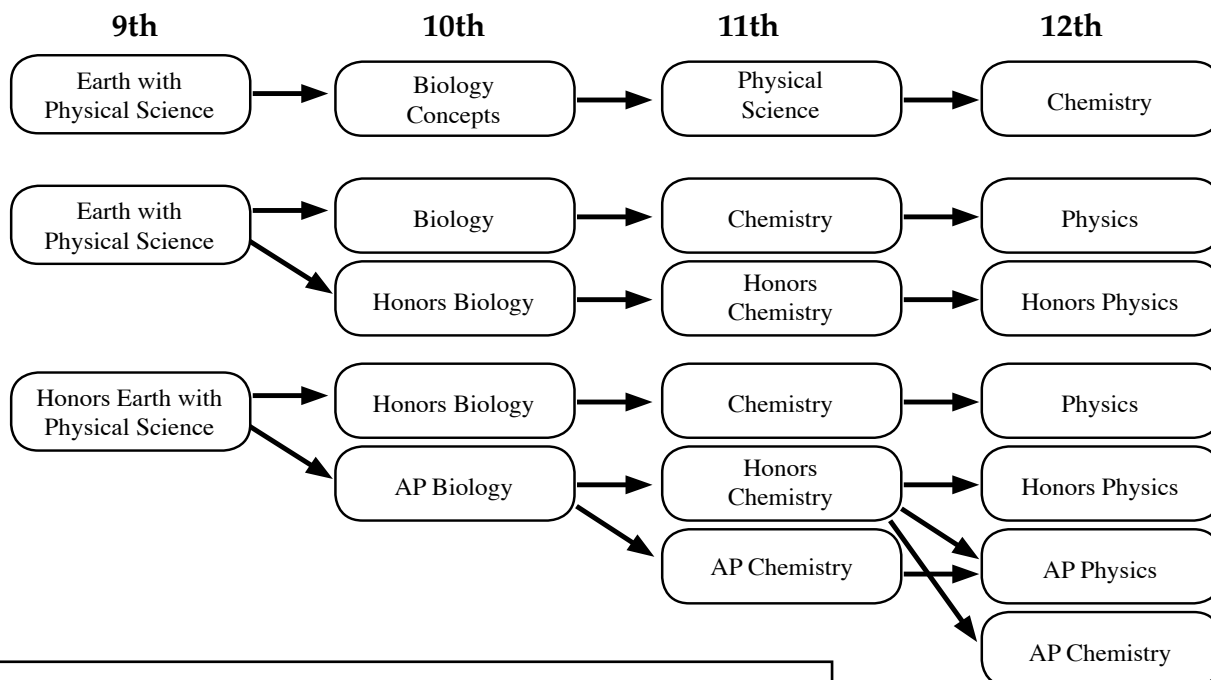 9th 10th 11th 12th
Earth with
Physical Science
Biology
Concepts
Physical
Science
Chemistry
Earth with
Physical Science
Biology
Chemistry
Physics
Honors Biology
Honors
Chemistry
Honors Physics
Honors Earth with
Physical Science
Honors Biology
Chemistry
Physics
AP Biology
Honors
Chemistry
Honors Physics
AP Chemistry
AP Physics
AP Chemistry